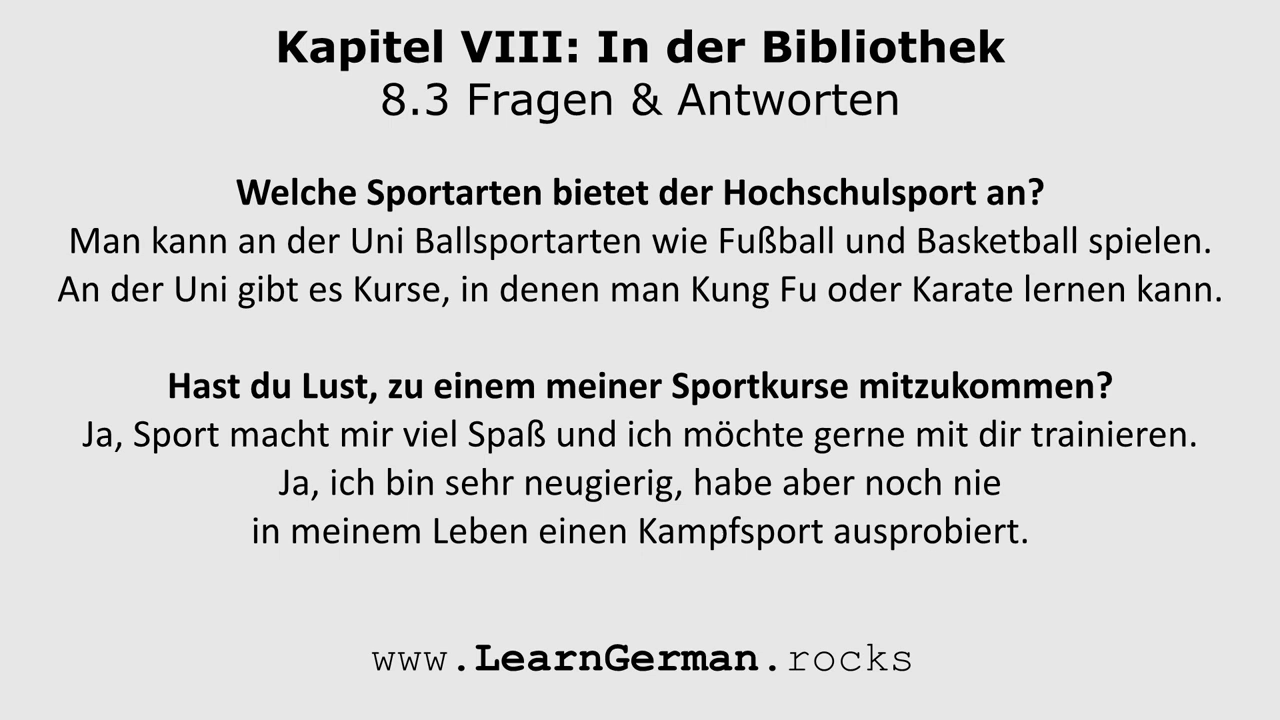 Kapitel VIII: In der Bibliothek
8.3 Fragen & Antworten
Welche Sportarten bietet der Hochschulsport an?
Man kann an der Uni Ballsportarten wie Fußball und Basketball spielen.
An der Uni gibt es Kurse, in denen man Kung Fu oder Karate lernen kann.
Hast du Lust, zu einem meiner Sportkurse mitzukommen?
Ja, Sport macht mir viel Spaß und ich möchte gerne mit dir trainieren.
Ja, ich bin sehr neugierig, habe aber noch nie
in meinem Leben einen Kampfsport ausprobiert.
www.LearnGerman.rocks